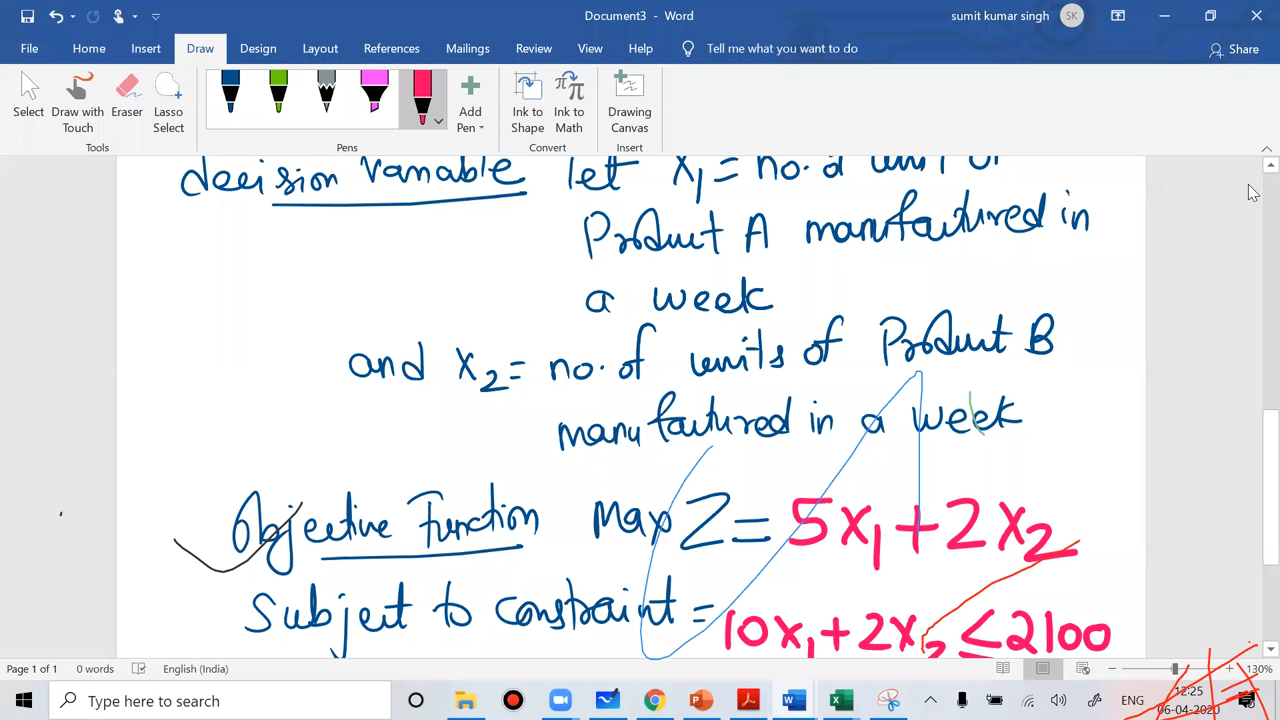 Document3 - Word
sumit kumar singh SK
File Home Insert Draw Design Layout References Mailings Review View Help Tell me what you want to do Share
Select Draw with Touch Eraser Lasso Select Add Pen Ink to Shape Ink to Math Drawing Canvas
Tools Pens Convert Insert
decision variable let x₁ = no. of unit of
Product A manufactured in
a week
and x₂ = no. of units of Product B
manufactured in a week
Objective Function Max Z = 5x₁ + 2x₂
Subject to constraint =
10x₁ + 2x₂ ≤ 2100
Page 1 of 1 0 words English (India) 130%
Type here to search ENG 12:25
06-04-2020